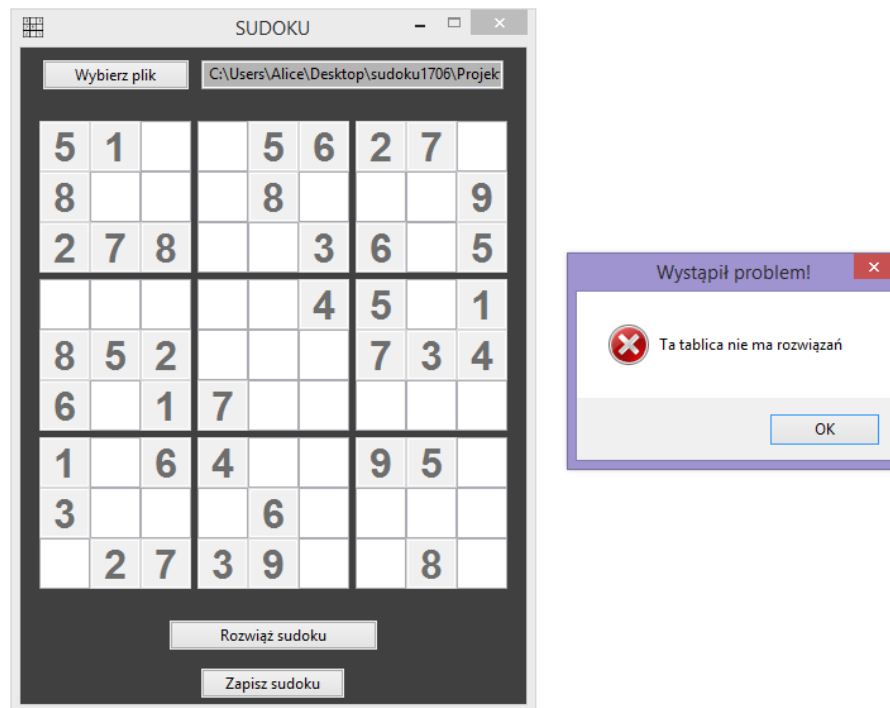 SUDOKU
Wybierz plik
C:\Users\Alice\Desktop\sudoku1706\Projek
5 1 5 6 2 7
8 8 9
2 7 8 3 6 5
4 5 1
8 5 2 7 3 4
6 1 7
1 6 4 9 5
3 6
2 7 3 9 8
Rozwiąż sudoku
Zapisz sudoku
Wystąpił problem!
Ta tablica nie ma rozwiązań
OK